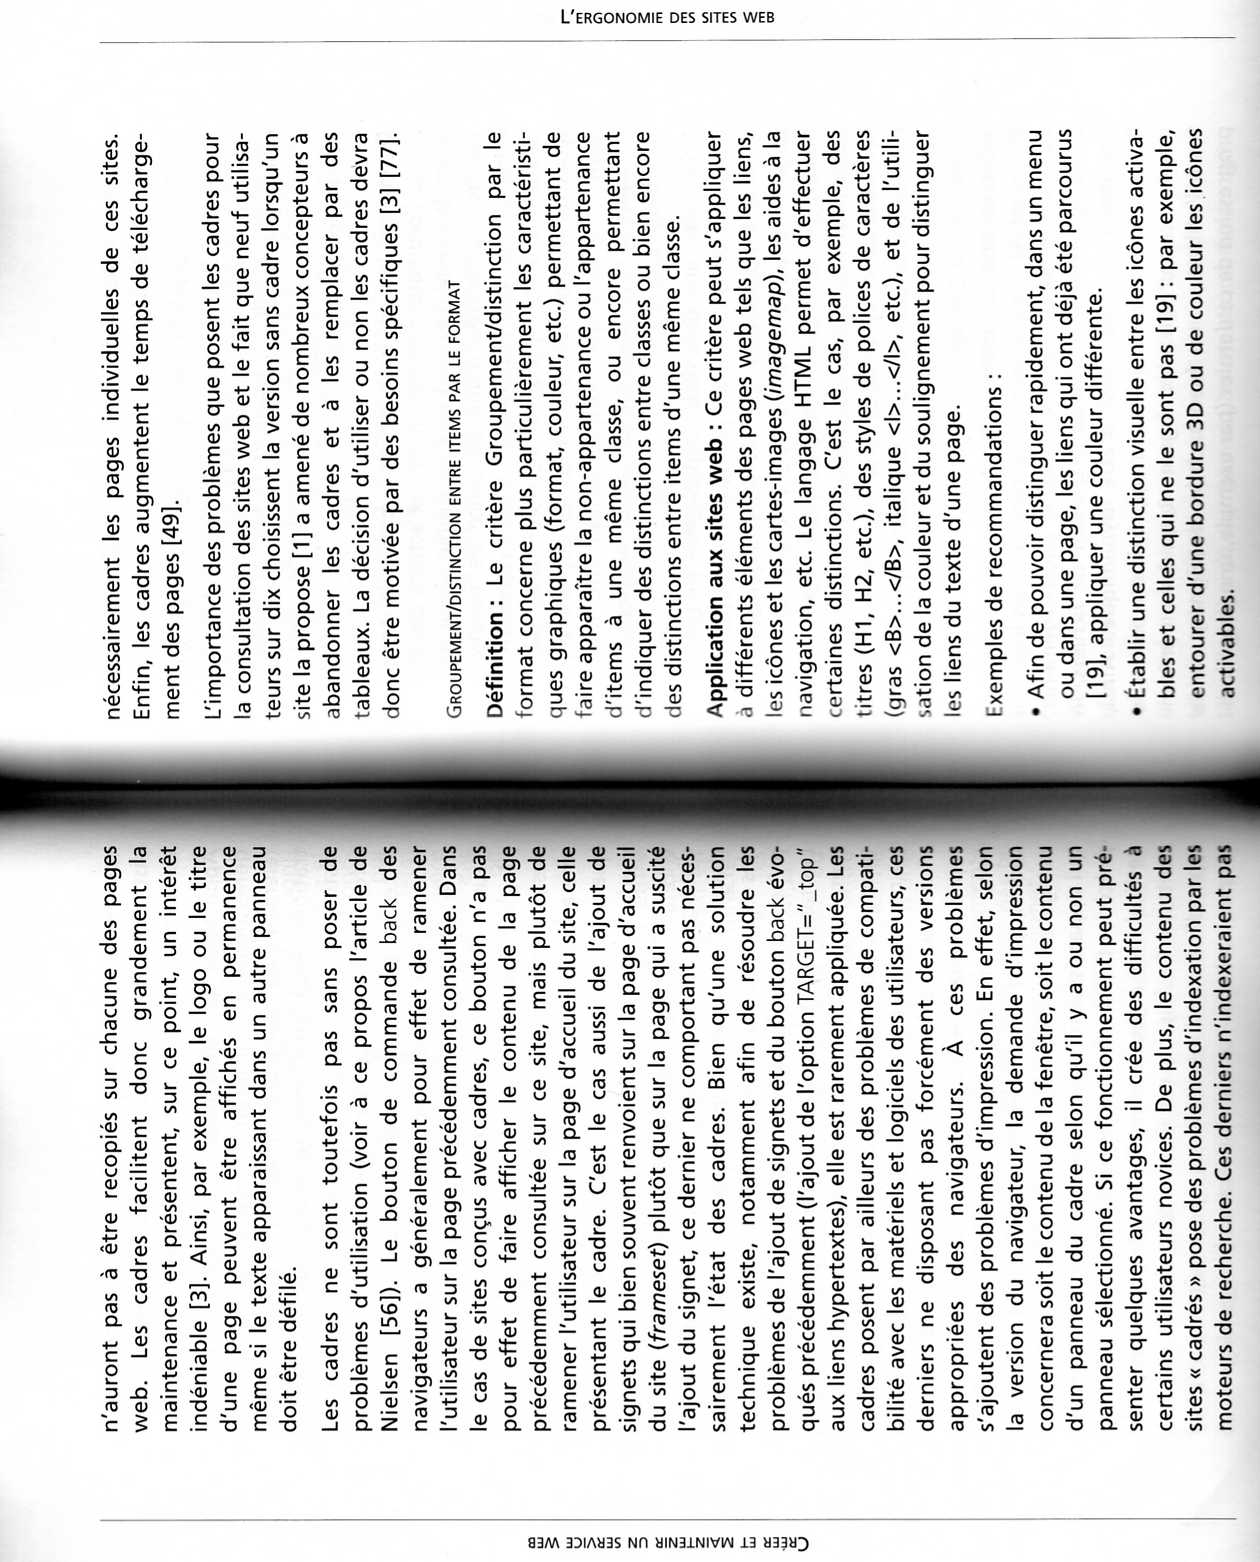 CRÉER ET MAINTENIR UN SERVICE WEB
n'auront pas à être recopiés sur chacune des pages
web. Les cadres facilitent donc grandement la
maintenance et présentent, sur ce point, un intérêt
indéniable [3]. Ainsi, par exemple, le logo ou le titre
d'une page peuvent être affichés en permanence
même si le texte apparaissant dans un autre panneau
doit être défilé.
Les cadres ne sont toutefois pas sans poser de
problèmes d'utilisation (voir à ce propos l'article de
Nielsen [56]). Le bouton de commande back des
navigateurs a généralement pour effet de ramener
l'utilisateur sur la page précédemment consultée. Dans
le cas de sites conçus avec cadres, ce bouton n'a pas
pour effet de faire afficher le contenu de la page
précédemment consultée sur ce site, mais plutôt de
ramener l'utilisateur sur la page d'accueil du site, celle
présentant le cadre. C'est le cas aussi de l'ajout de
signets qui bien souvent renvoient sur la page d'accueil
du site (frameset) plutôt que sur la page qui a suscité
l'ajout du signet, ce dernier ne comportant pas néces-
sairement l'état des cadres. Bien qu'une solution
technique existe, notamment afin de résoudre les
problèmes de l'ajout de signets et du bouton back évo-
qués précédemment (l'ajout de l'option TARGET="_top"
aux liens hypertextes), elle est rarement appliquée. Les
cadres posent par ailleurs des problèmes de compati-
bilité avec les matériels et logiciels des utilisateurs, ces
derniers ne disposant pas forcément des versions
appropriées des navigateurs. À ces problèmes
s'ajoutent des problèmes d'impression. En effet, selon
la version du navigateur, la demande d'impression
concernera soit le contenu de la fenêtre, soit le contenu
d'un panneau du cadre selon qu'il y a ou non un
panneau sélectionné. Si ce fonctionnement peut pré-
senter quelques avantages, il crée des difficultés à
certains utilisateurs novices. De plus, le contenu des
sites « cadrés » pose des problèmes d'indexation par les
moteurs de recherche. Ces derniers n'indexeraient pas
L'ERGONOMIE DES SITES WEB
nécessairement les pages individuelles de ces sites.
Enfin, les cadres augmentent le temps de télécharge-
ment des pages [49].
L'importance des problèmes que posent les cadres pour
la consultation des sites web et le fait que neuf utilisa-
teurs sur dix choisissent la version sans cadre lorsqu'un
site la propose [1] a amené de nombreux concepteurs à
abandonner les cadres et à les remplacer par des
tableaux. La décision d'utiliser ou non les cadres devra
donc être motivée par des besoins spécifiques [3] [77].
GROUPEMENT/DISTINCTION ENTRE ITEMS PAR LE FORMAT
Définition : Le critère Groupement/distinction par le
format concerne plus particulièrement les caractéristi-
ques graphiques (format, couleur, etc.) permettant de
faire apparaître la non-appartenance ou l'appartenance
d'items à une même classe, ou encore permettant
d'indiquer des distinctions entre classes ou bien encore
des distinctions entre items d'une même classe.
Application aux sites web : Ce critère peut s'appliquer
à différents éléments des pages web tels que les liens,
les icônes et les cartes-images (imagemap), les aides à la
navigation, etc. Le langage HTML permet d'effectuer
certaines distinctions. C'est le cas, par exemple, des
titres (H1, H2, etc.), des styles de polices de caractères
(gras <B>...</B>, italique <I>...</I>, etc.), et de l'utili-
sation de la couleur et du soulignement pour distinguer
les liens du texte d'une page.
Exemples de recommandations :
• Afin de pouvoir distinguer rapidement, dans un menu
ou dans une page, les liens qui ont déjà été parcourus
[19], appliquer une couleur différente.
• Établir une distinction visuelle entre les icônes activa-
bles et celles qui ne le sont pas [19] : par exemple,
entourer d'une bordure 3D ou de couleur les icônes
activables.